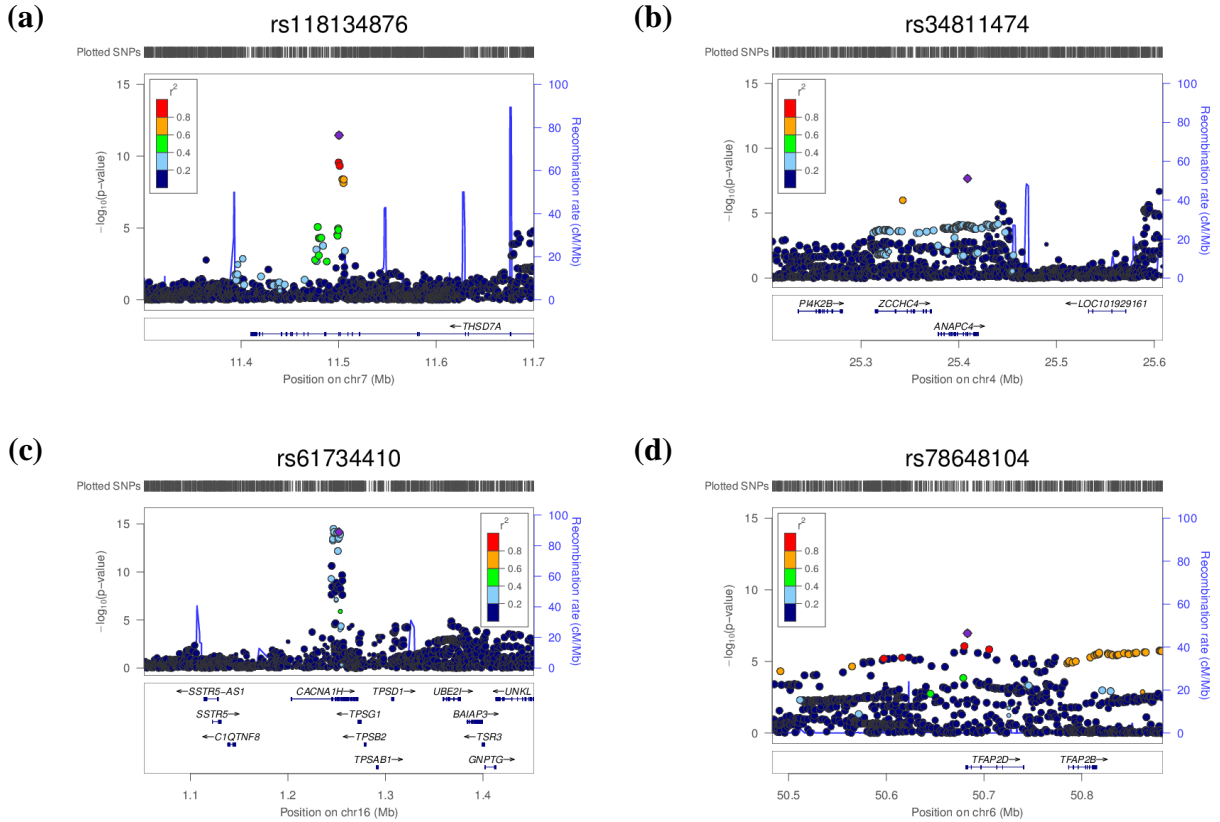 (a)
rs118134876
Plotted SNPs
15
10
5
0
−log10(p−value)
r²
0.8
0.6
0.4
0.2
100
80
60
40
20
0
Recombination rate (cM/Mb)
←THSD7A
11.4 11.5 11.6 11.7
Position on chr7 (Mb)
(b)
rs34811474
Plotted SNPs
15
10
5
0
−log10(p−value)
r²
0.8
0.6
0.4
0.2
100
80
60
40
20
0
Recombination rate (cM/Mb)
PI4K2B→ ZCCHC4→ ←LOC101929161
ANAPC4→
25.3 25.4 25.5 25.6
Position on chr4 (Mb)
(c)
rs61734410
Plotted SNPs
15
10
5
0
−log10(p−value)
r²
0.8
0.6
0.4
0.2
100
80
60
40
20
0
Recombination rate (cM/Mb)
←SSTR5−AS1 CACNA1H→ TPSD1→ UBE2I→ ←UNKL
SSTR5→ ←TPSG1 BAIAP3→
←C1QTNF8 ←TPSB2 ←TSR3
TPSAB1→ GNPTG→
1.1 1.2 1.3 1.4
Position on chr16 (Mb)
(d)
rs78648104
Plotted SNPs
15
10
5
0
−log10(p−value)
r²
0.8
0.6
0.4
0.2
100
80
60
40
20
0
Recombination rate (cM/Mb)
TFAP2D→ TFAP2B→
50.5 50.6 50.7 50.8
Position on chr6 (Mb)